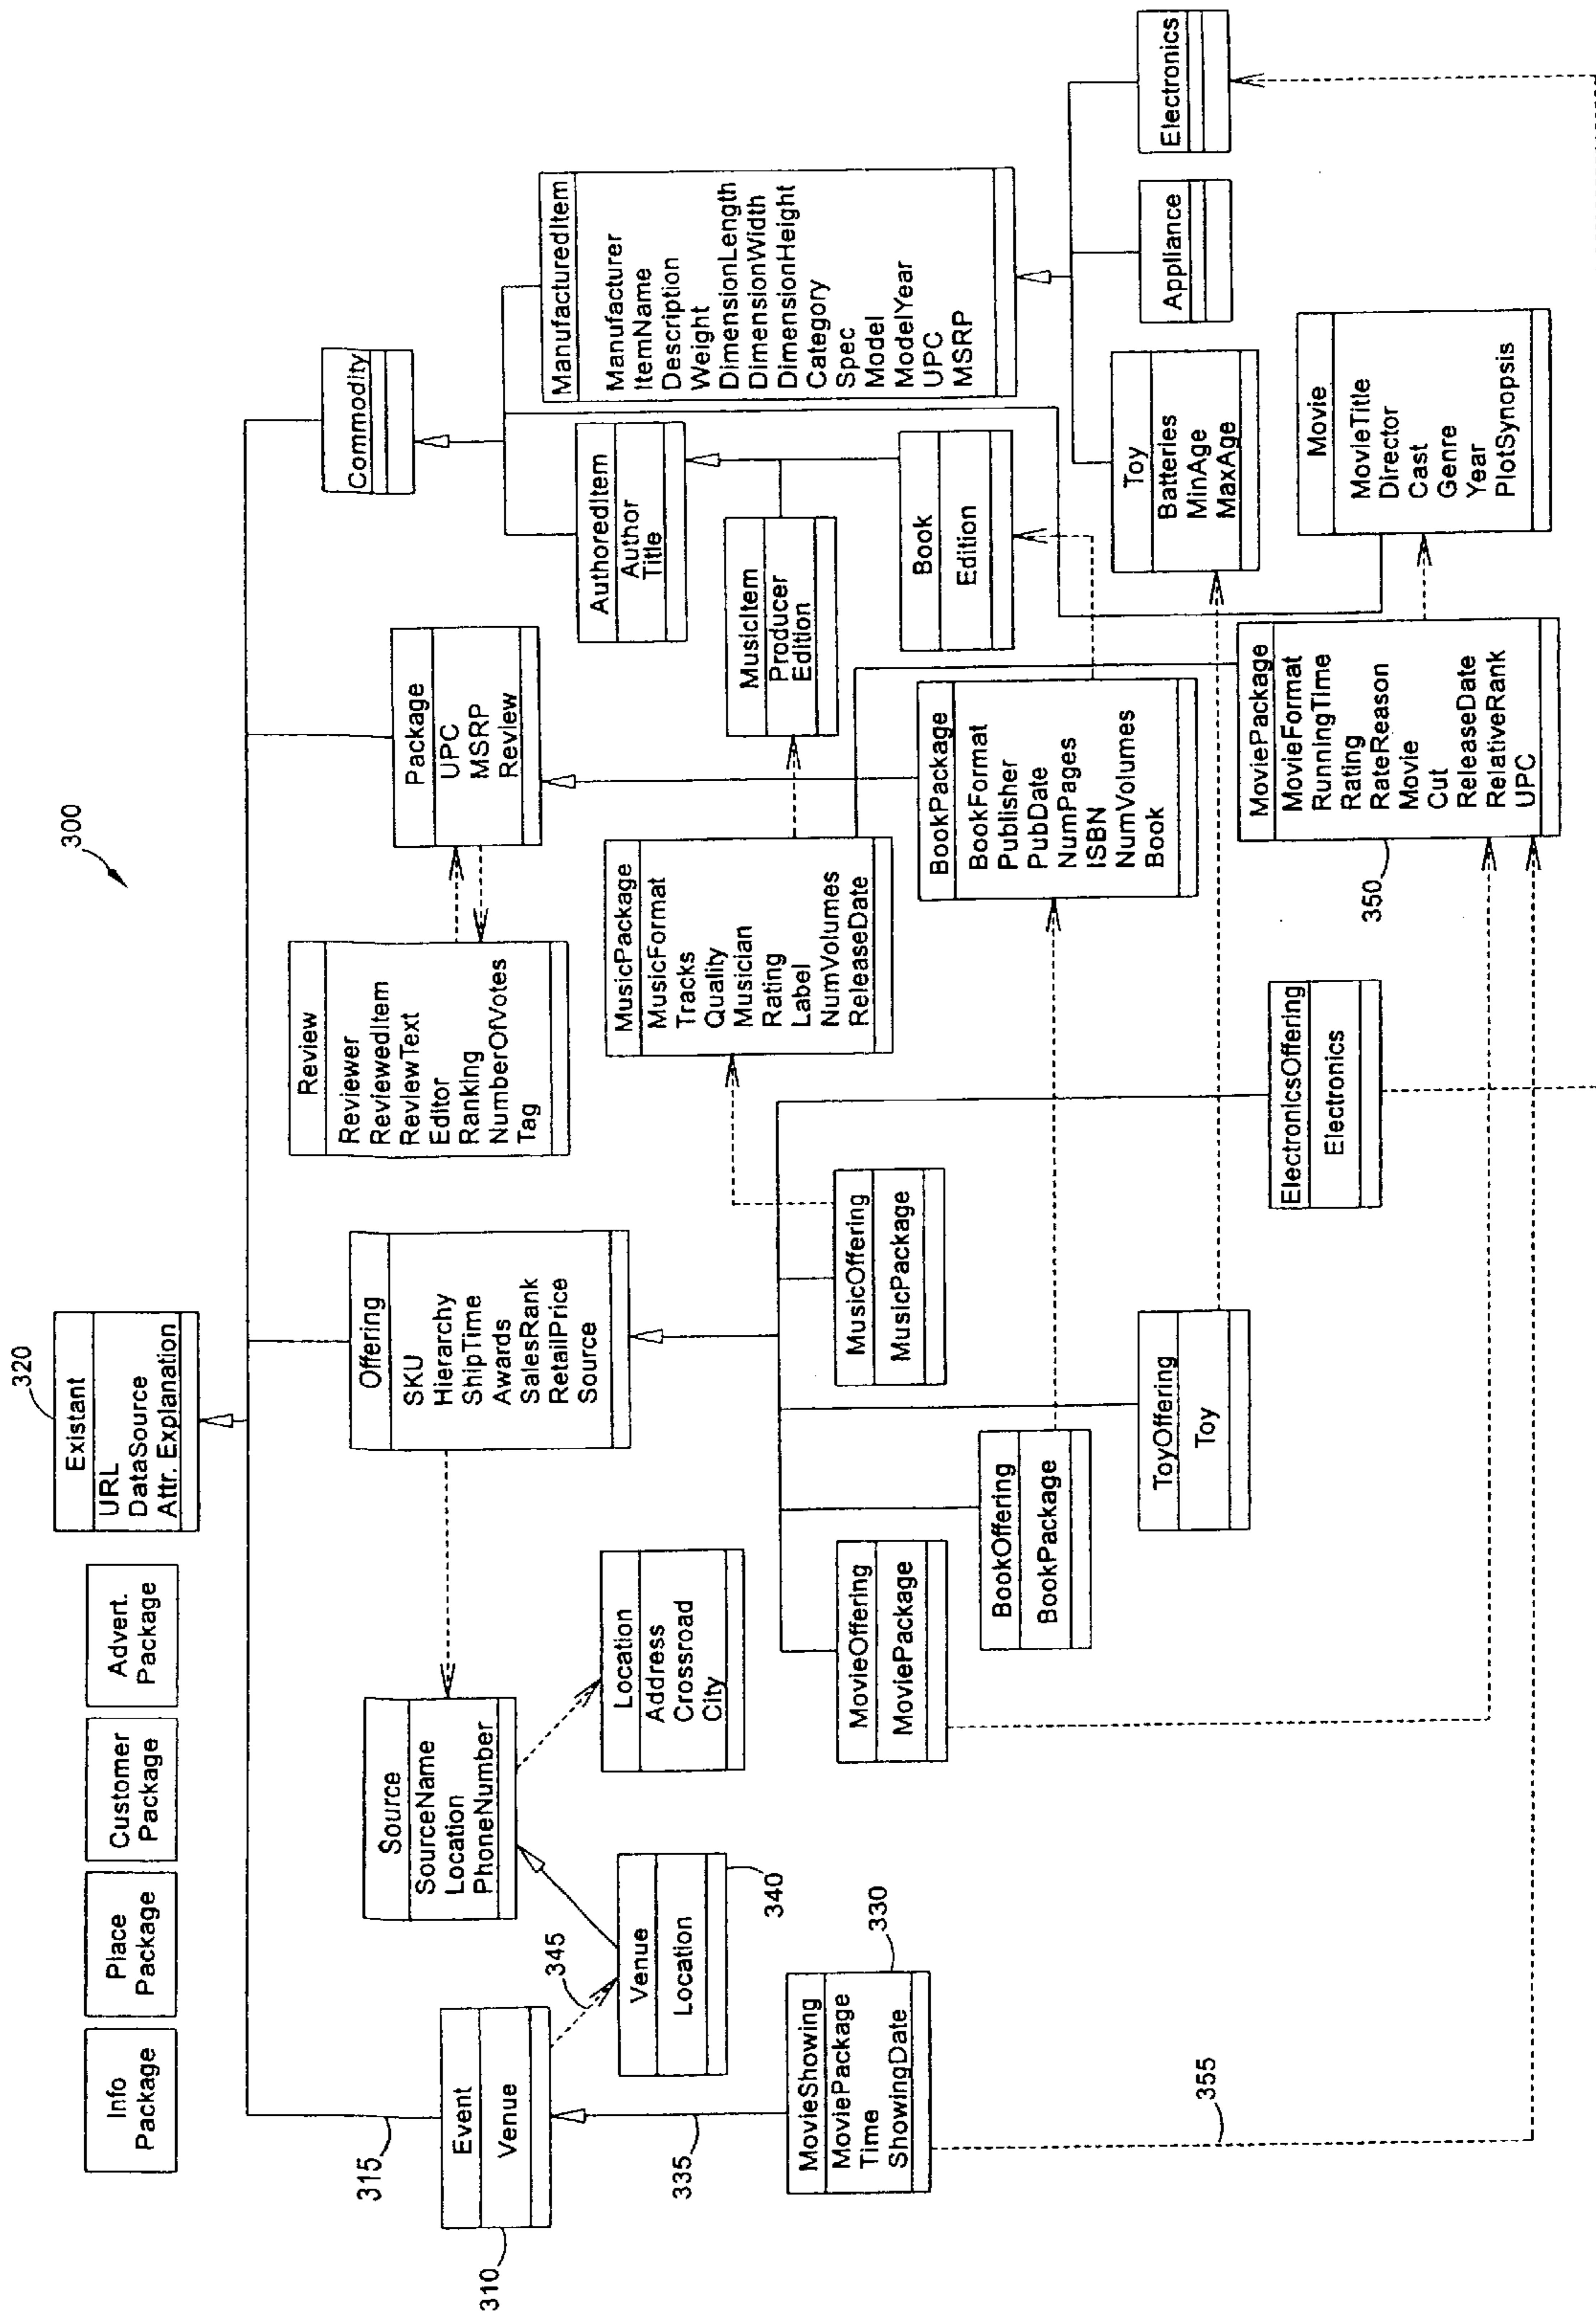 300
320
Info
Package
Place
Package
Customer
Package
Advert.
Package
Existant
URL
DataSource
Attr. Explanation
315
310
Event
Venue
345
Source
SourceName
Location
PhoneNumber
Offering
SKU
Hierarchy
ShipTime
Awards
SalesRank
RetailPrice
Source
Review
Reviewer
ReviewedItem
ReviewText
Editor
Ranking
NumberOfVotes
Tag
Package
UPC
MSRP
Review
Commodity
Venue
Location
340
Location
Address
Crossroad
City
335
MusicPackage
MusicFormat
Tracks
Quality
Musician
Rating
Label
NumVolumes
ReleaseDate
AuthoredItem
Author
Title
ManufacturedItem
Manufacturer
ItemName
Description
Weight
DimensionLength
DimensionWidth
DimensionHeight
Category
Spec
Model
ModelYear
UPC
MSRP
MusicItem
Producer
Edition
MovieShowing
MoviePackage
Time
ShowingDate
330
MovieOffering
MoviePackage
MusicOffering
MusicPackage
BookPackage
BookFormat
Publisher
PubDate
NumPages
ISBN
NumVolumes
Book
Book
Edition
BookOffering
BookPackage
ToyOffering
Toy
Toy
Batteries
MinAge
MaxAge
Appliance
Electronics
355
ElectronicsOffering
Electronics
350
MoviePackage
MovieFormat
RunningTime
Rating
RateReason
Movie
Cut
ReleaseDate
RelativeRank
UPC
Movie
MovieTitle
Director
Cast
Genre
Year
PlotSynopsis